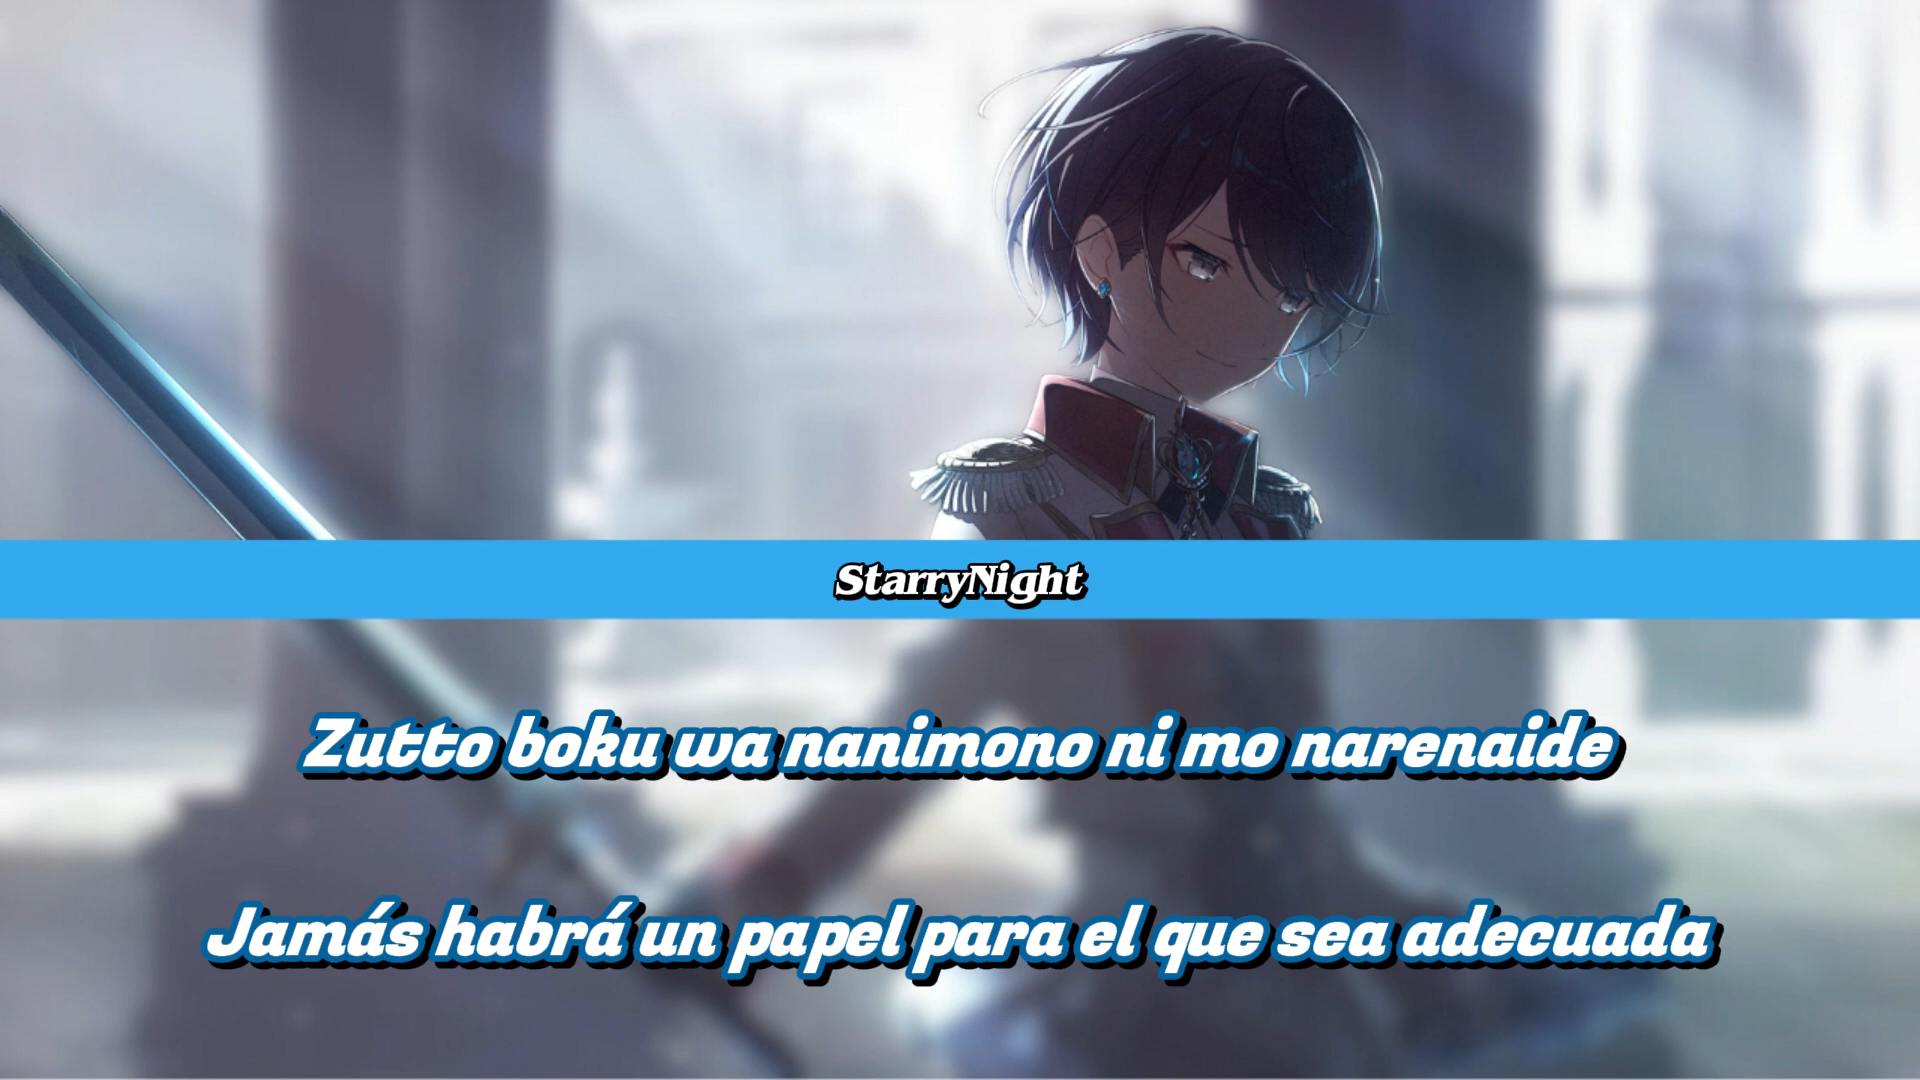 StarryNight
Zutto boku wa nanimono ni mo narenaide
Jamás habrá un papel para el que sea adecuada